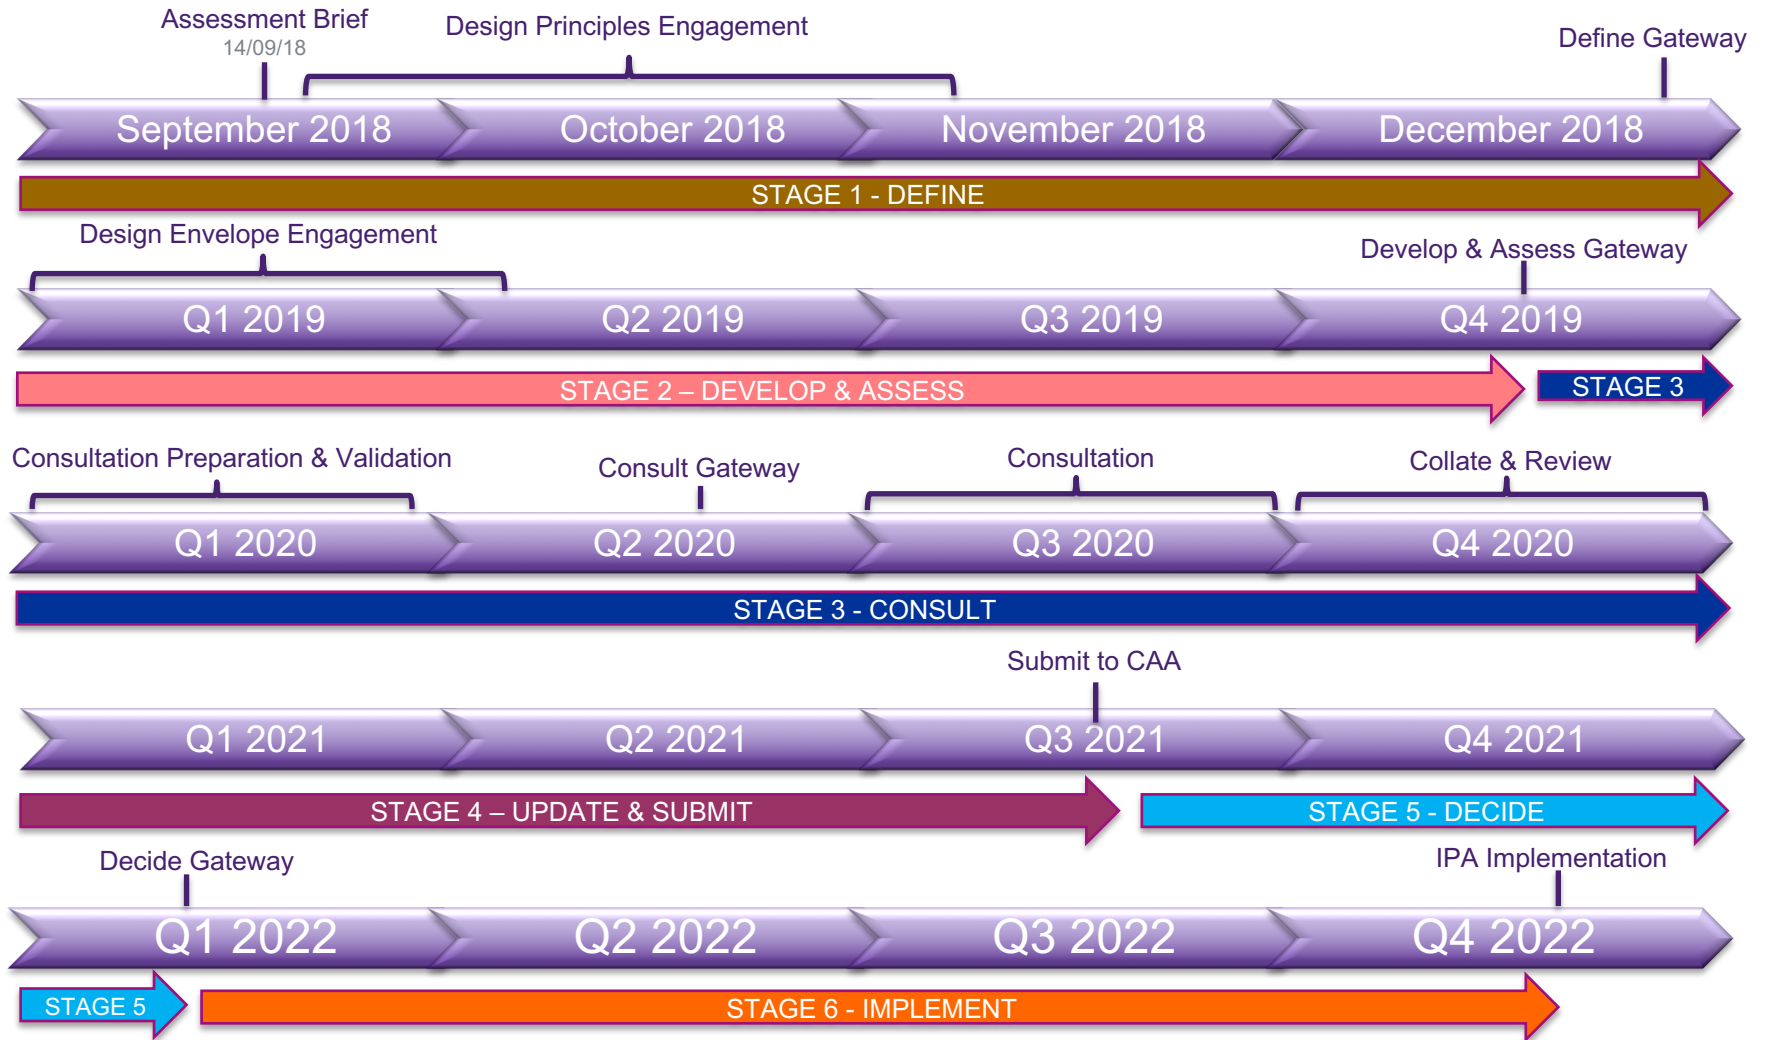 Assessment Brief
14/09/18
Design Principles Engagement
Define Gateway
September 2018
October 2018
November 2018
December 2018
STAGE 1 - DEFINE
Design Envelope Engagement
Develop & Assess Gateway
Q1 2019
Q2 2019
Q3 2019
Q4 2019
STAGE 2 – DEVELOP & ASSESS
STAGE 3
Consultation Preparation & Validation
Consult Gateway
Consultation
Collate & Review
Q1 2020
Q2 2020
Q3 2020
Q4 2020
STAGE 3 - CONSULT
Submit to CAA
Q1 2021
Q2 2021
Q3 2021
Q4 2021
STAGE 4 – UPDATE & SUBMIT
STAGE 5 - DECIDE
Decide Gateway
IPA Implementation
Q1 2022
Q2 2022
Q3 2022
Q4 2022
STAGE 5
STAGE 6 - IMPLEMENT